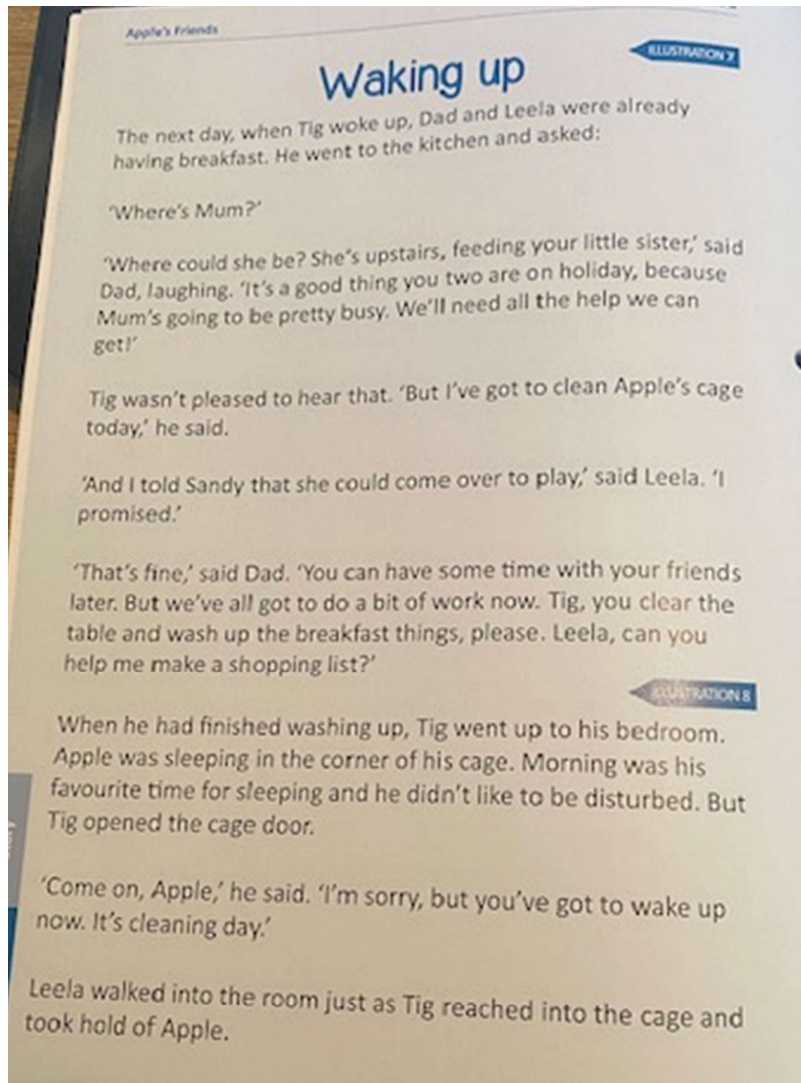 Apple's Friends
ILLUSTRATION 7
Waking up
The next day, when Tig woke up, Dad and Leela were already
having breakfast. He went to the kitchen and asked:
'Where's Mum?'
'Where could she be? She's upstairs, feeding your little sister,' said
Dad, laughing. 'It's a good thing you two are on holiday, because
Mum's going to be pretty busy. We'll need all the help we can
get!'
Tig wasn't pleased to hear that. 'But I've got to clean Apple's cage
today,' he said.
'And I told Sandy that she could come over to play,' said Leela. 'I
promised.'
'That's fine,' said Dad. 'You can have some time with your friends
later. But we've all got to do a bit of work now. Tig, you clear the
table and wash up the breakfast things, please. Leela, can you
help me make a shopping list?'
ILLUSTRATION 8
When he had finished washing up, Tig went up to his bedroom.
Apple was sleeping in the corner of his cage. Morning was his
favourite time for sleeping and he didn't like to be disturbed. But
Tig opened the cage door.
'Come on, Apple,' he said. 'I'm sorry, but you've got to wake up
now. It's cleaning day.'
Leela walked into the room just as Tig reached into the cage and
took hold of Apple.